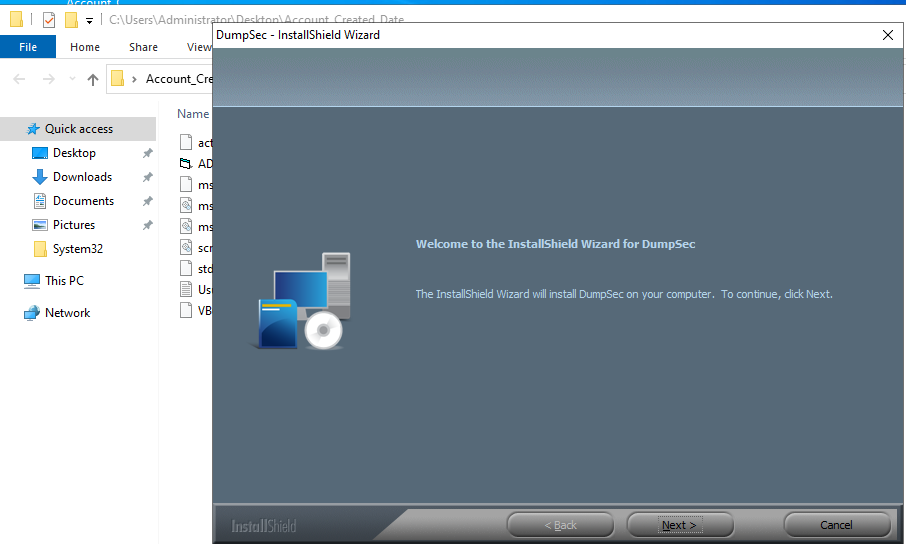 C:\Users\Administrator\Desktop\Account_Created_Date
DumpSec - InstallShield Wizard
File Home Share View
Account_Cre
Name
Quick access
Desktop
Downloads
Documents
Pictures
System32
This PC
Network
act
AD
ms
ms
ms
scr
std
Usu
VB
Welcome to the InstallShield Wizard for DumpSec
The InstallShield Wizard will install DumpSec on your computer. To continue, click Next.
InstallShield
< Back
Next >
Cancel